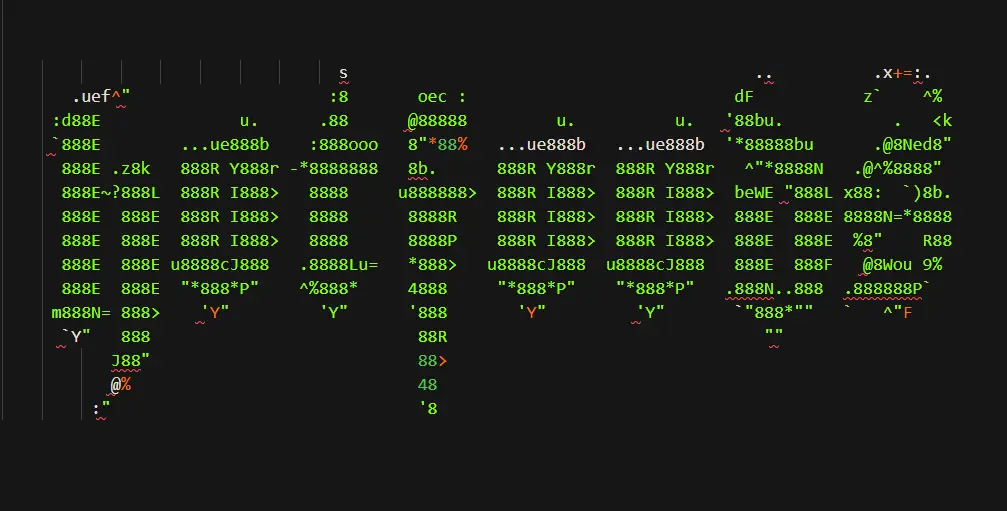 s                                         ..          .x+=:.
   .uef^"                    :8       oec :                           dF           z`    ^%
 :d88E              u.      .88      @88888         u.          u.   '88bu.           .   <k
 `888E        ...ue888b    :888ooo   8"*88%   ...ue888b   ...ue888b  '*88888bu      .@8Ned8"
  888E .z8k   888R Y888r -*8888888   8b.      888R Y888r  888R Y888r   ^"*8888N   .@^%8888"
  888E~?888L  888R I888>   8888     u888888>  888R I888>  888R I888>  beWE "888L x88:  `)8b.
  888E  888E  888R I888>   8888      8888R    888R I888>  888R I888>  888E  888E 8888N=*8888
  888E  888E  888R I888>   8888      8888P    888R I888>  888R I888>  888E  888E  %8"    R88
  888E  888E u8888cJ888   .8888Lu=   *888>   u8888cJ888  u8888cJ888   888E  888F   @8Wou 9%
  888E  888E  "*888*P"    ^%888*     4888     "*888*P"    "*888*P"   .888N..888  .888888P`
 m888N= 888>    'Y"         'Y"      '888       'Y"         'Y"       `"888*""   `   ^"F
  `Y"   888                           88R                                ""
       J88"                           88>
       @%                             48
     :"                               '8